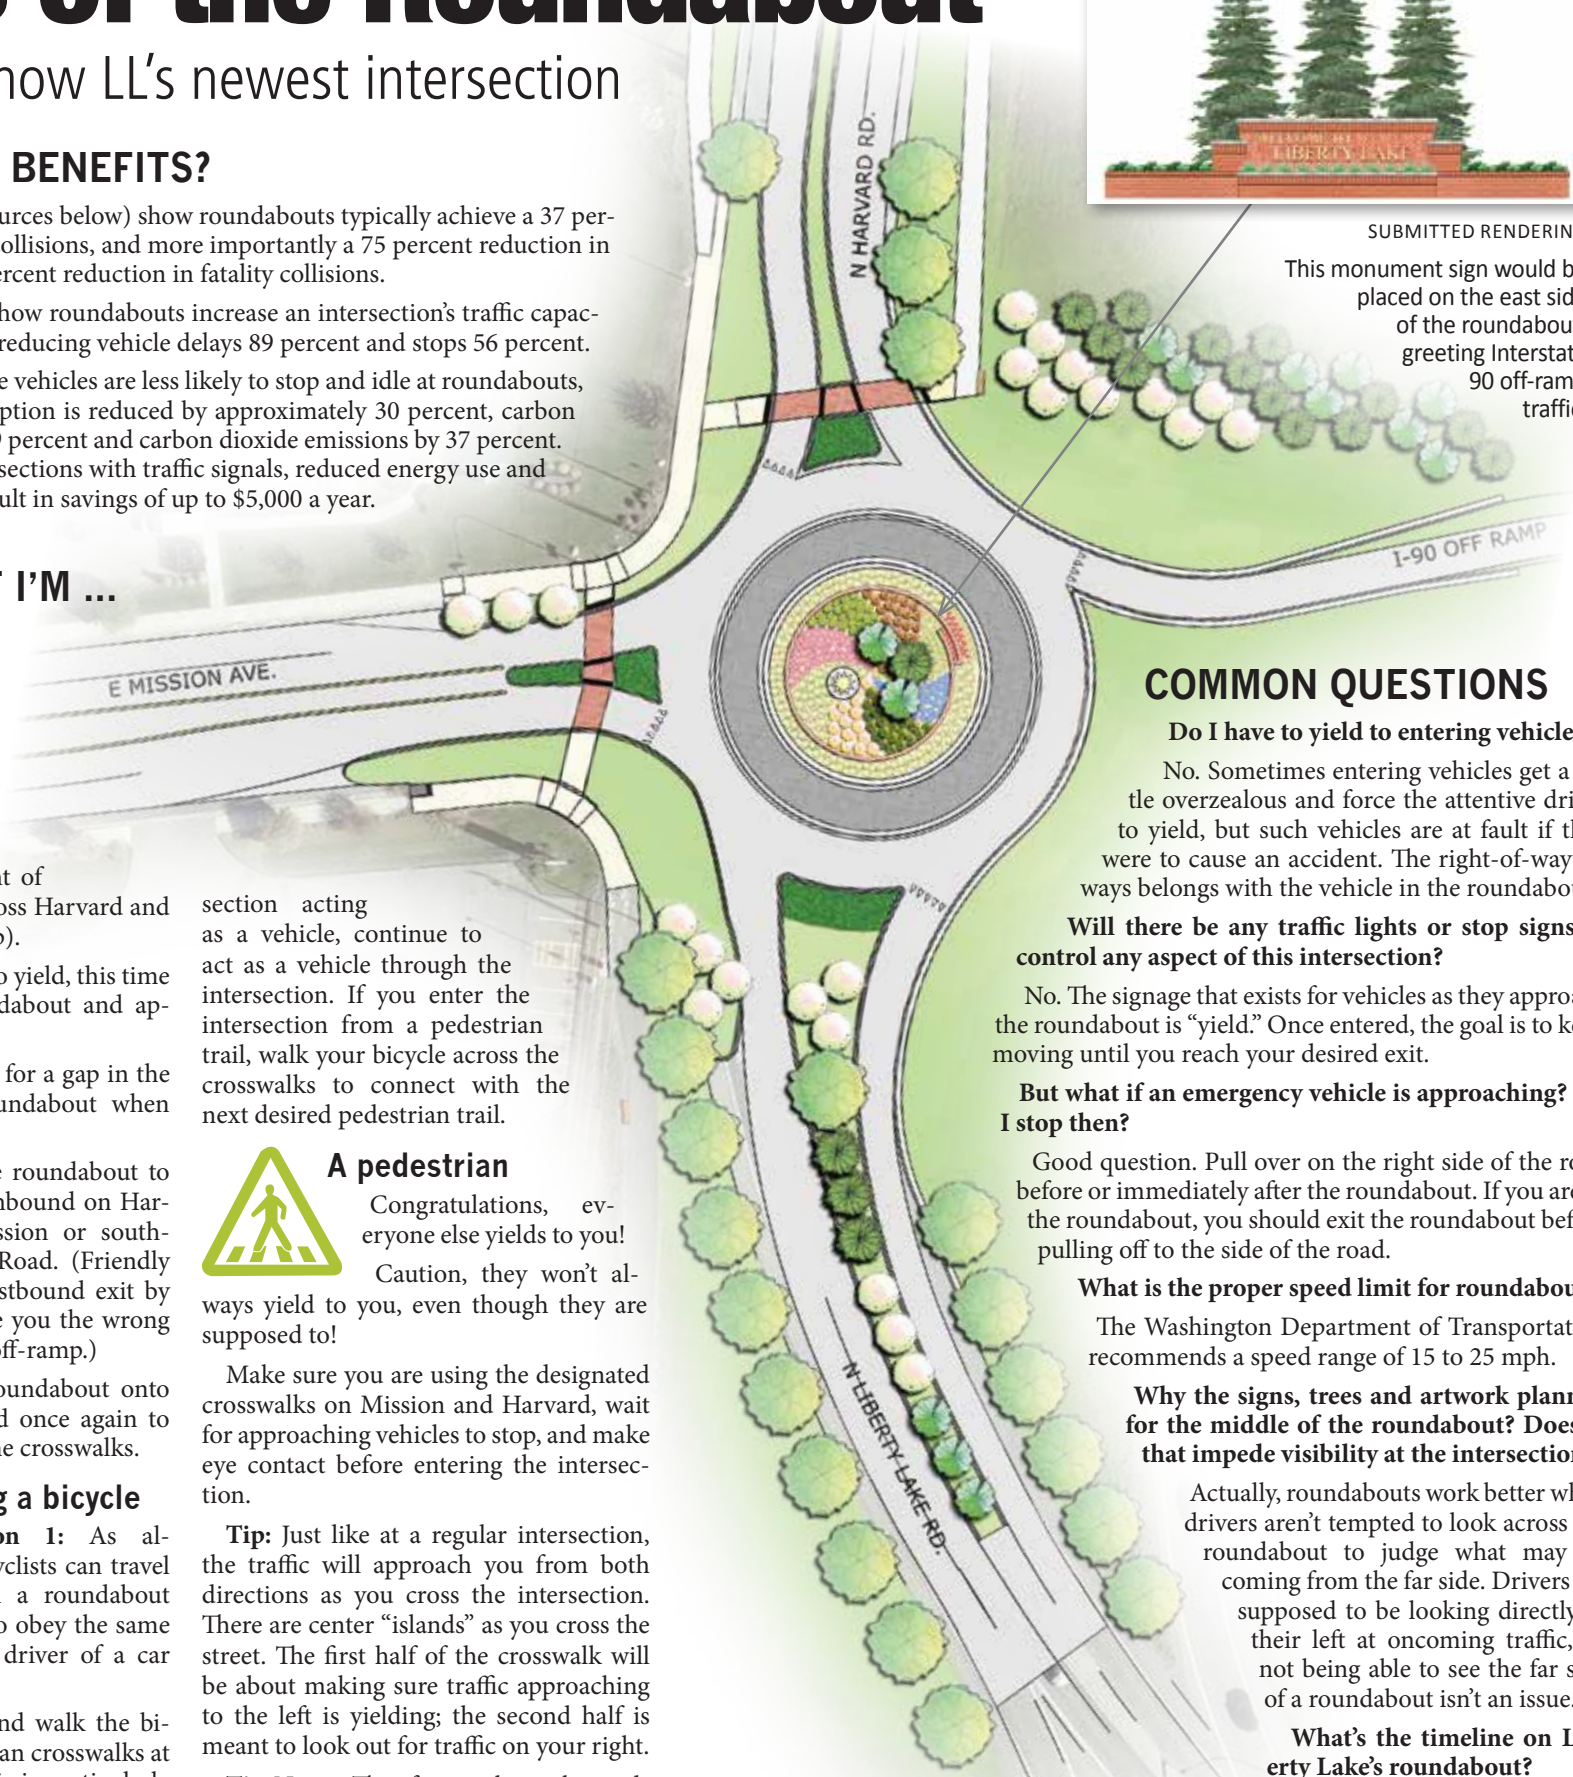 of the Roundabout
now LL's newest intersection
BENEFITS?
urces below) show roundabouts typically achieve a 37 per-
ollisions, and more importantly a 75 percent reduction in
ercent reduction in fatality collisions.
how roundabouts increase an intersection's traffic capac-
reducing vehicle delays 89 percent and stops 56 percent.
e vehicles are less likely to stop and idle at roundabouts,
ption is reduced by approximately 30 percent, carbon
9 percent and carbon dioxide emissions by 37 percent.
sections with traffic signals, reduced energy use and
ult in savings of up to $5,000 a year.
I'M ...
N HARVARD RD.
WELCOME TO
LIBERTY LAKE
SUBMITTED RENDERIN
This monument sign would b
placed on the east sid
of the roundabou
greeting Interstat
90 off-ram
traffi
I-90 OFF RAMP
E MISSION AVE.
N LIBERTY LAKE RD.
t of
oss Harvard and
o).
o yield, this time
dabout and ap-
for a gap in the
undabout when
e roundabout to
nbound on Har-
ssion or south-
Road. (Friendly
stbound exit by
e you the wrong
off-ramp.)
oundabout onto
d once again to
he crosswalks.
g a bicycle
on 1: As al-
yclists can travel
a roundabout
o obey the same
driver of a car
nd walk the bi-
an crosswalks at
section acting
as a vehicle, continue to
act as a vehicle through the
intersection. If you enter the
intersection from a pedestrian
trail, walk your bicycle across the
crosswalks to connect with the
next desired pedestrian trail.
A pedestrian
Congratulations, ev-
eryone else yields to you!
Caution, they won't al-
ways yield to you, even though they are
supposed to!
Make sure you are using the designated
crosswalks on Mission and Harvard, wait
for approaching vehicles to stop, and make
eye contact before entering the intersec-
tion.
Tip: Just like at a regular intersection,
the traffic will approach you from both
directions as you cross the intersection.
There are center “islands” as you cross the
street. The first half of the crosswalk will
be about making sure traffic approaching
to the left is yielding; the second half is
meant to look out for traffic on your right.
COMMON QUESTIONS
Do I have to yield to entering vehicle
No. Sometimes entering vehicles get a
tle overzealous and force the attentive dri
to yield, but such vehicles are at fault if th
were to cause an accident. The right-of-way
ways belongs with the vehicle in the roundabou
Will there be any traffic lights or stop signs
control any aspect of this intersection?
No. The signage that exists for vehicles as they approa
the roundabout is “yield.” Once entered, the goal is to ke
moving until you reach your desired exit.
But what if an emergency vehicle is approaching?
I stop then?
Good question. Pull over on the right side of the ro
before or immediately after the roundabout. If you are
the roundabout, you should exit the roundabout bef
pulling off to the side of the road.
What is the proper speed limit for roundabou
The Washington Department of Transportat
recommends a speed range of 15 to 25 mph.
Why the signs, trees and artwork plann
for the middle of the roundabout? Does
that impede visibility at the intersection
Actually, roundabouts work better wh
drivers aren't tempted to look across
roundabout to judge what may
coming from the far side. Drivers
supposed to be looking directly
their left at oncoming traffic,
not being able to see the far s
of a roundabout isn't an issue.
What's the timeline on L
erty Lake's roundabout?